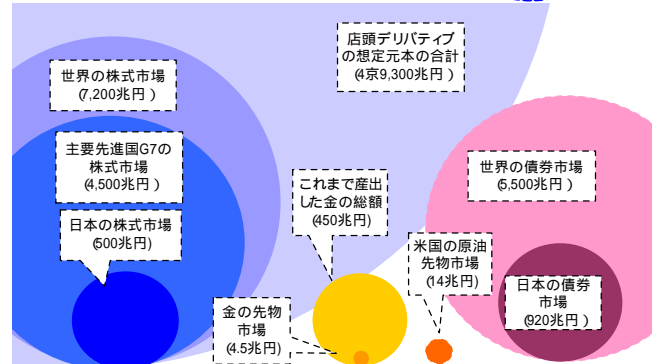 店頭デリバティブ
の想定元本の合計
(4京9,300兆円 )
世界の株式市場
(7,200兆円 )
主要先進国G7の
株式市場
(4,500兆円 )
日本の株式市場
(500兆円)
これまで産出
した金の総額
(450兆円)
世界の債券市場
(5,500兆円 )
米国の原油
先物市場
(14兆円)
金の先物
市場
(4.5兆円)
日本の債券
市場
(920兆円)